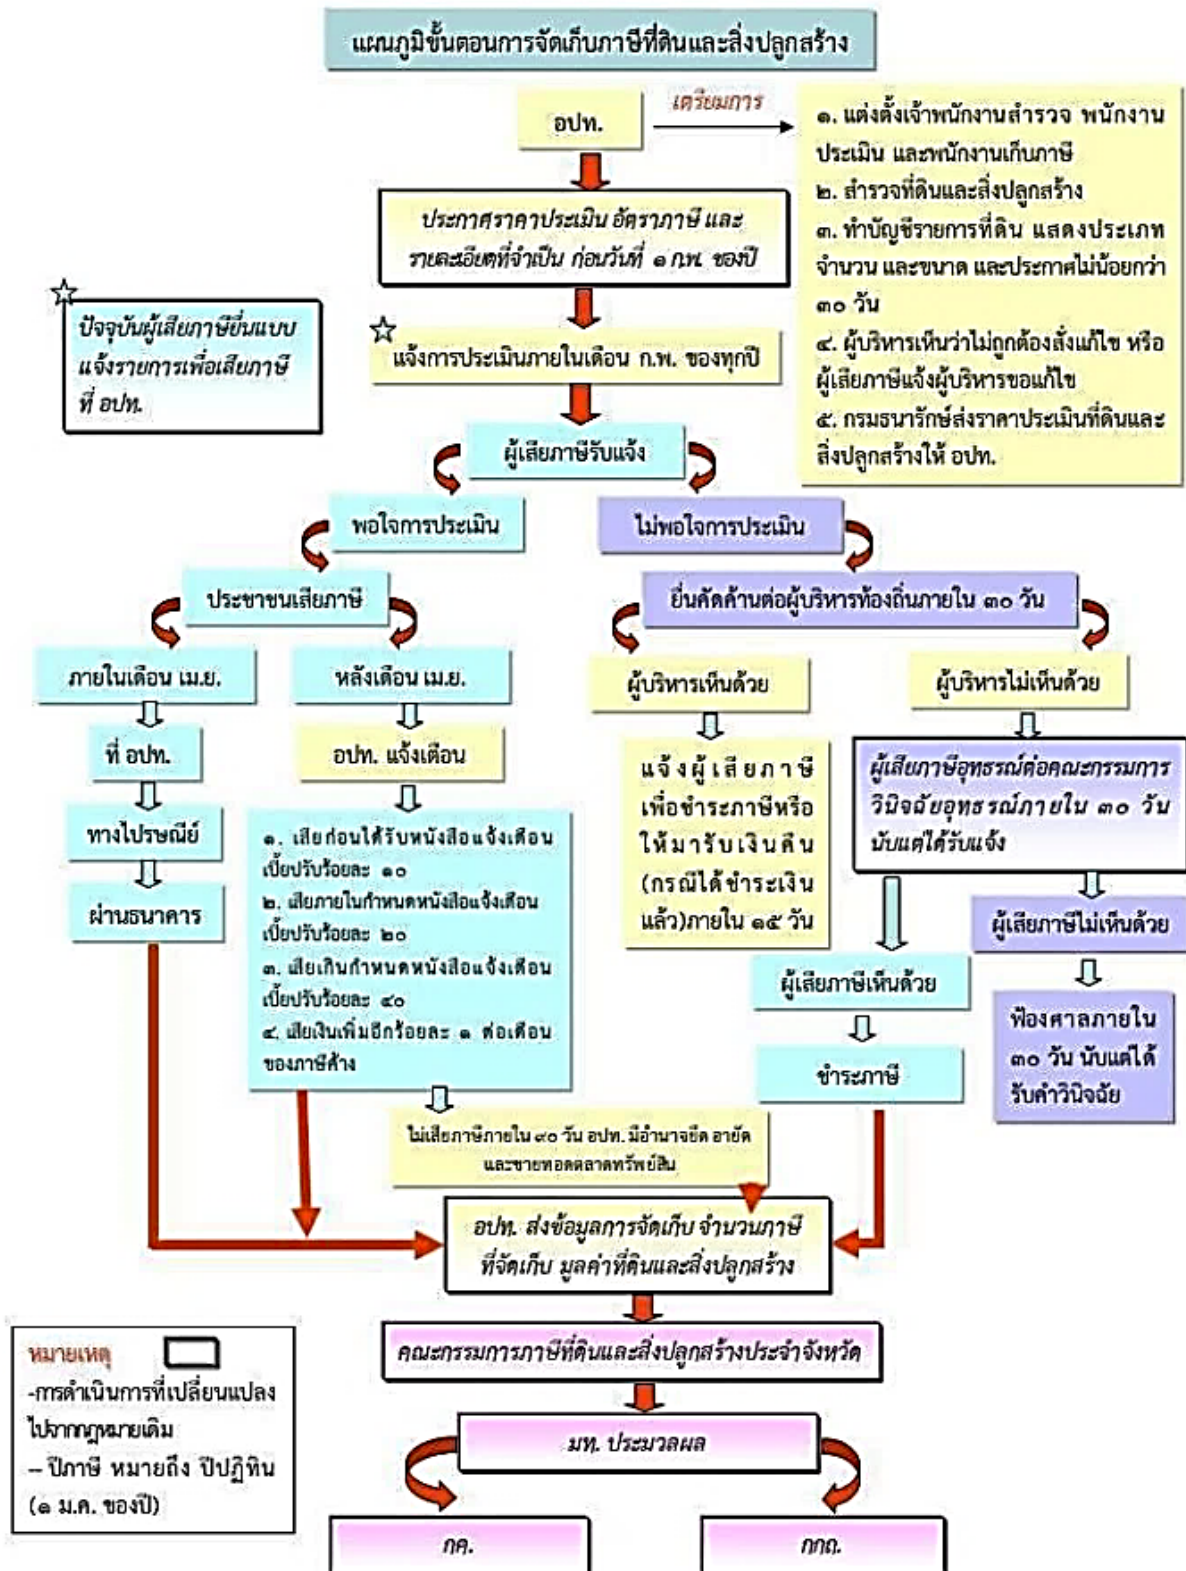 แผนภูมิขั้นตอนการจัดเก็บภาษีที่ดินและสิ่งปลูกสร้าง
อปท.
เตรียมการ
๑. แต่งตั้งเจ้าพนักงานสำรวจ พนักงาน
ประเมิน และพนักงานเก็บภาษี
๒. สำรวจที่ดินและสิ่งปลูกสร้าง
๓. ทำบัญชีรายการที่ดิน แสดงประเภท
จำนวน และขนาด และประกาศไม่น้อยกว่า
๓๐ วัน
๔. ผู้บริหารเห็นว่าไม่ถูกต้องสั่งแก้ไข หรือ
ผู้เสียภาษีแจ้งผู้บริหารขอแก้ไข
๕. กรมธนารักษ์ส่งราคาประเมินที่ดินและ
สิ่งปลูกสร้างให้ อปท.
ประกาศราคาประเมิน อัตราภาษี และ
รายละเอียดที่จำเป็น ก่อนวันที่ ๑ ก.พ. ของปี
ปัจจุบันผู้เสียภาษียื่นแบบ
แจ้งรายการเพื่อเสียภาษี
ที่ อปท.
แจ้งการประเมินภายในเดือน ก.พ. ของทุกปี
ผู้เสียภาษีรับแจ้ง
พอใจการประเมิน
ไม่พอใจการประเมิน
ประชาชนเสียภาษี
ยื่นคัดค้านต่อผู้บริหารท้องถิ่นภายใน ๓๐ วัน
ภายในเดือน เม.ย.
หลังเดือน เม.ย.
ผู้บริหารเห็นด้วย
ผู้บริหารไม่เห็นด้วย
ที่ อปท.
อปท. แจ้งเตือน
แจ้งผู้เสียภาษี
เพื่อชำระภาษีหรือ
ให้มารับเงินคืน
(กรณีได้ชำระเงิน
แล้ว)ภายใน ๑๕ วัน
ผู้เสียภาษีอุทธรณ์ต่อคณะกรรมการ
วินิจฉัยอุทธรณ์ภายใน ๓๐ วัน
นับแต่ได้รับแจ้ง
ทางไปรษณีย์
ผ่านธนาคาร
๑. เสียก่อนได้รับหนังสือแจ้งเตือน
เบี้ยปรับร้อยละ ๑๐
๒. เสียภายในกำหนดหนังสือแจ้งเตือน
เบี้ยปรับร้อยละ ๒๐
๓. เสียเกินกำหนดหนังสือแจ้งเตือน
เบี้ยปรับร้อยละ ๔๐
๔. เสียเงินเพิ่มอีกร้อยละ ๑ ต่อเดือน
ของภาษีค้าง
ผู้เสียภาษีไม่เห็นด้วย
ผู้เสียภาษีเห็นด้วย
ฟ้องศาลภายใน
๓๐ วัน นับแต่ได้
รับคำวินิจฉัย
ชำระภาษี
ไม่เสียภาษีภายใน ๙๐ วัน อปท. มีอำนาจยึด อายัด
และขายทอดตลาดทรัพย์สิน
อปท. ส่งข้อมูลการจัดเก็บ จำนวนภาษี
ที่จัดเก็บ มูลค่าที่ดินและสิ่งปลูกสร้าง
คณะกรรมการภาษีที่ดินและสิ่งปลูกสร้างประจำจังหวัด
มท. ประมวลผล
กค.
กกถ.
หมายเหตุ
-การดำเนินการที่เปลี่ยนแปลง
ไปจากกฎหมายเดิม
– ปีภาษี หมายถึง ปีปฏิทิน
(๑ ม.ค. ของปี)